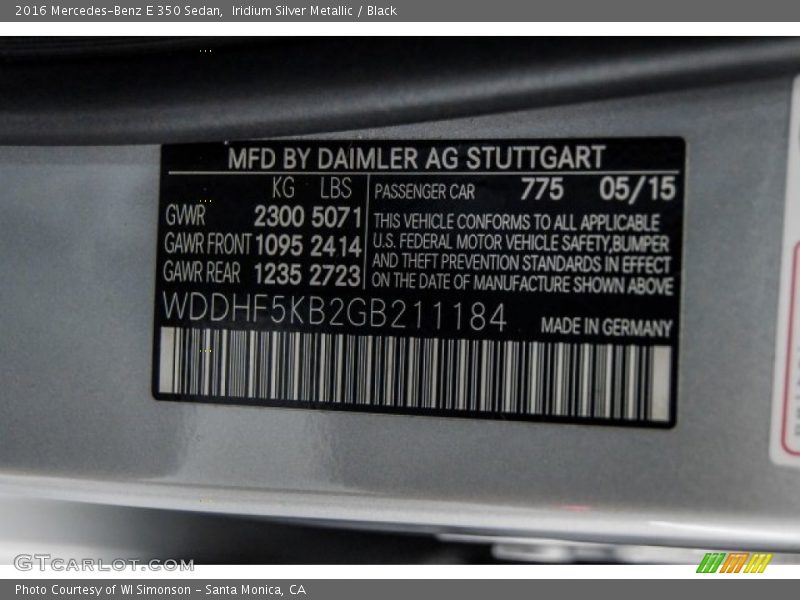 2016 Mercedes-Benz E 350 Sedan, Iridium Silver Metallic / Black
MFD BY DAIMLER AG STUTTGART
KG LBS
GVWR 2300 5071
GAWR FRONT 1095 2414
GAWR REAR 1235 2723
PASSENGER CAR 775 05/15
THIS VEHICLE CONFORMS TO ALL APPLICABLE
U.S. FEDERAL MOTOR VEHICLE SAFETY,BUMPER
AND THEFT PREVENTION STANDARDS IN EFFECT
ON THE DATE OF MANUFACTURE SHOWN ABOVE
WDDHF5KB2GB211184
MADE IN GERMANY
GTCARLOT.COM
Photo Courtesy of WI Simonson - Santa Monica, CA